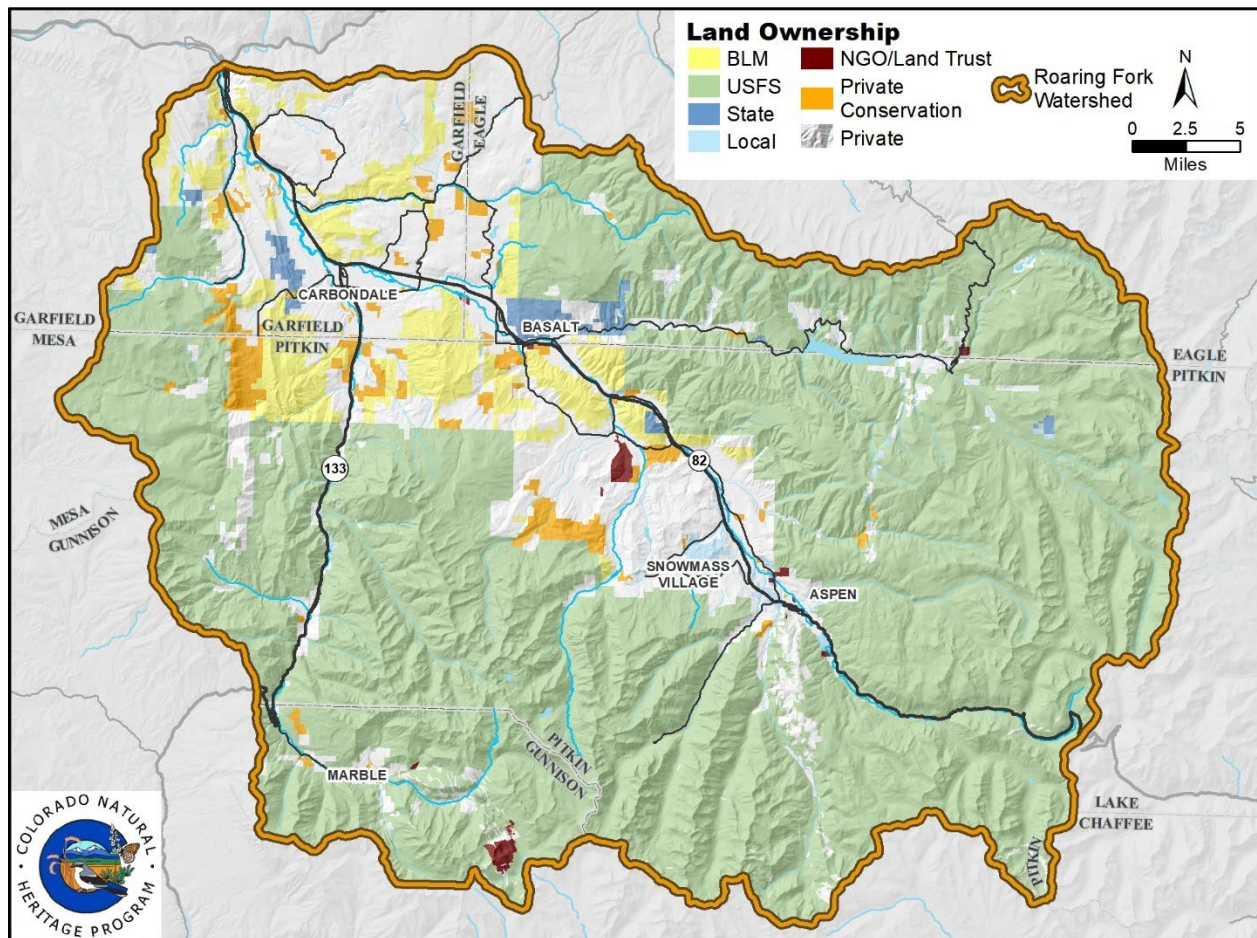 Land Ownership
BLM
USFS
State
Local
NGO/Land Trust
Private
Conservation
Private
Roaring Fork
Watershed
N
0 2.5 5
Miles
GARFIELD
EAGLE
CARBONDALE
GARFIELD
MESA
GARFIELD
PITKIN
BASALT
EAGLE
PITKIN
133
82
MESA
GUNNISON
SNOWMASS
VILLAGE
ASPEN
PITKIN
GUNNISON
MARBLE
LAKE
CHAFFEE
PITKIN
COLORADO NATURAL
HERITAGE PROGRAM